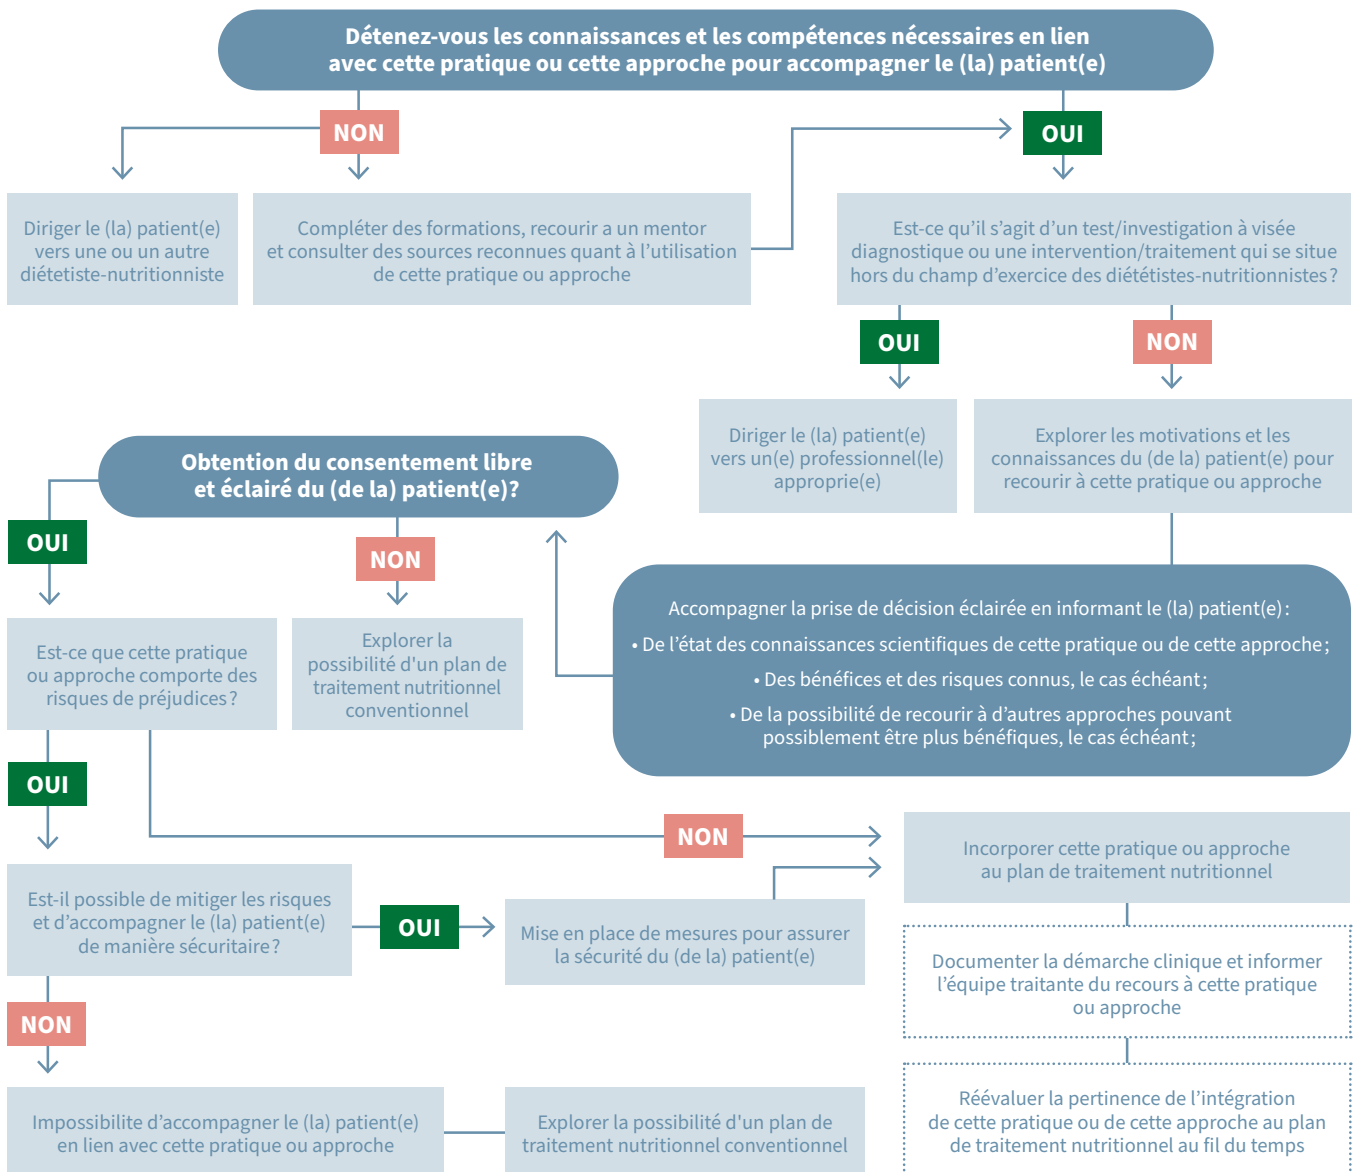 Détenez-vous les connaissances et les compétences nécessaires en lien
avec cette pratique ou cette approche pour accompagner le (la) patient(e)
NON
OUI
Diriger le (la) patient(e)
vers une ou un autre
diétetiste-nutritionniste
Compléter des formations, recourir a un mentor
et consulter des sources reconnues quant à l’utilisation
de cette pratique ou approche
Est-ce qu’il s’agit d’un test/investigation à visée
diagnostique ou une intervention/traitement qui se situe
hors du champ d’exercice des diététistes-nutritionnistes ?
OUI
NON
Diriger le (la) patient(e)
vers un(e) professionnel(le)
approprie(e)
Explorer les motivations et les
connaissances du (de la) patient(e) pour
recourir à cette pratique ou approche
Accompagner la prise de décision éclairée en informant le (la) patient(e) :
• De l’état des connaissances scientifiques de cette pratique ou de cette approche ;
• Des bénéfices et des risques connus, le cas échéant ;
• De la possibilité de recourir à d’autres approches pouvant
possiblement être plus bénéfiques, le cas échéant ;
Obtention du consentement libre
et éclairé du (de la) patient(e)?
OUI
NON
Est-ce que cette pratique
ou approche comporte des
risques de préjudices ?
Explorer la
possibilité d'un plan de
traitement nutritionnel
conventionnel
OUI
NON
Est-il possible de mitiger les risques
et d’accompagner le (la) patient(e)
de manière sécuritaire ?
OUI
Mise en place de mesures pour assurer
la sécurité du (de la) patient(e)
Incorporer cette pratique ou approche
au plan de traitement nutritionnel
Documenter la démarche clinique et informer
l’équipe traitante du recours à cette pratique
ou approche
NON
Impossibilite d’accompagner le (la) patient(e)
en lien avec cette pratique ou approche
Explorer la possibilité d'un plan de
traitement nutritionnel conventionnel
Réévaluer la pertinence de l’intégration
de cette pratique ou de cette approche au plan
de traitement nutritionnel au fil du temps